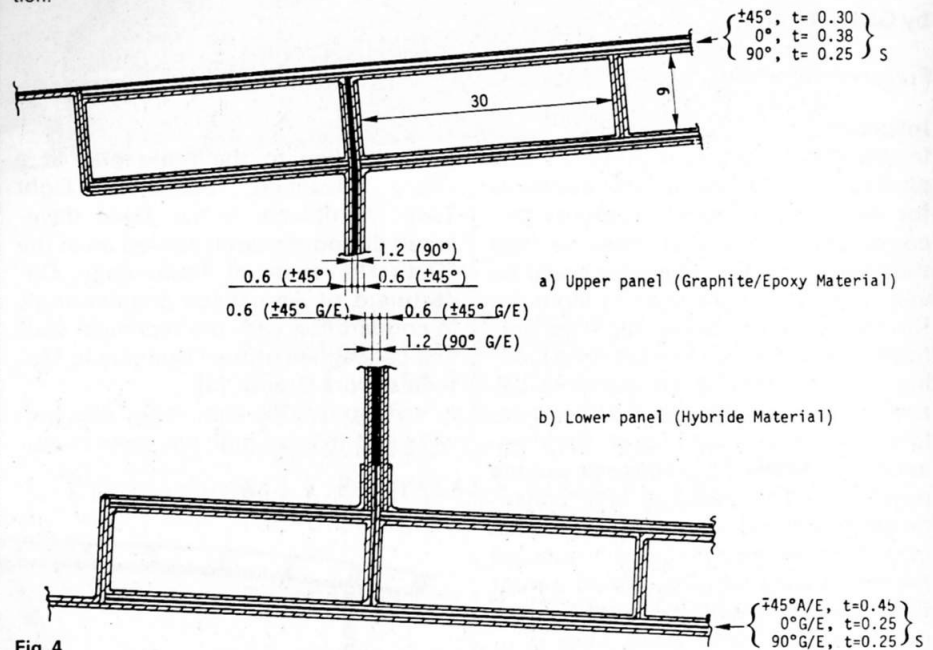 tion.
±45°, t= 0.30
0°, t= 0.38
90°, t= 0.25 S
30
9
1.2 (90°)
0.6 (±45°) 0.6 (±45°)
a) Upper panel (Graphite/Epoxy Material)
0.6 (±45° G/E) 0.6 (±45° G/E)
1.2 (90° G/E)
b) Lower panel (Hybride Material)
∓45°A/E, t=0.45
0°G/E, t=0.25
90°G/E, t=0.25 S
Fig. 4